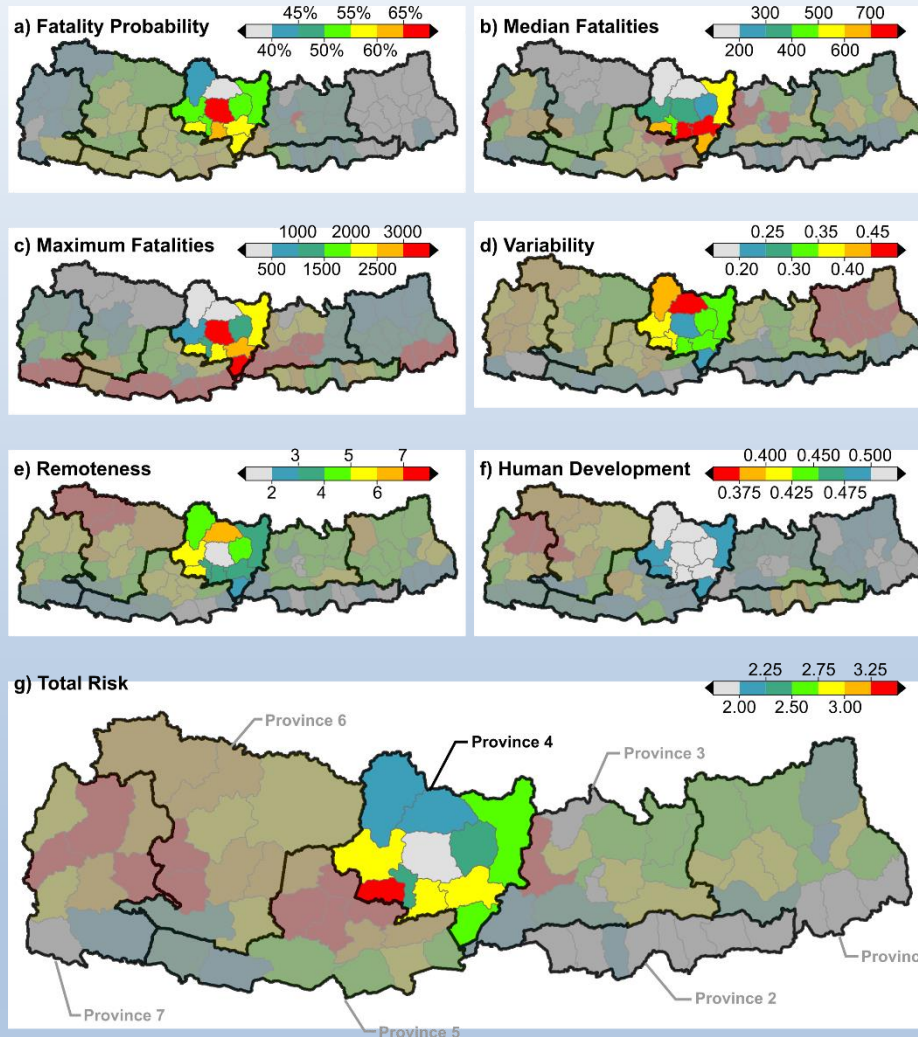 a) Fatality Probability
45% 55% 65%
40% 50% 60%
b) Median Fatalities
300 500 700
200 400 600
c) Maximum Fatalities
1000 2000 3000
500 1500 2500
d) Variability
0.25 0.35 0.45
0.20 0.30 0.40
e) Remoteness
3 5 7
2 4 6
f) Human Development
0.400 0.450 0.500
0.375 0.425 0.475
g) Total Risk
2.25 2.75 3.25
2.00 2.50 3.00
Province 6
Province 4
Province 3
Provinc
Province 2
Province 7
Province 5